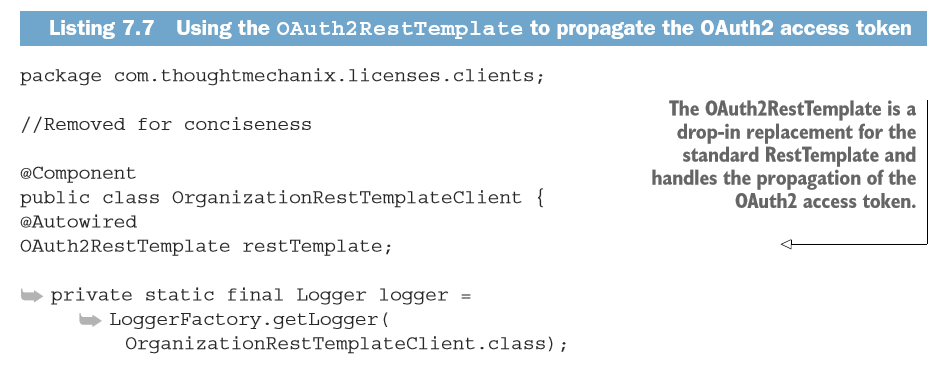 Listing 7.7 Using the OAuth2RestTemplate to propagate the OAuth2 access token
package com.thoughtmechanix.licenses.clients;
//Removed for conciseness
@Component
public class OrganizationRestTemplateClient {
@Autowired
OAuth2RestTemplate restTemplate;
The OAuth2RestTemplate is a
drop-in replacement for the
standard RestTemplate and
handles the propagation of the
OAuth2 access token.
private static final Logger logger =
LoggerFactory.getLogger(
OrganizationRestTemplateClient.class);